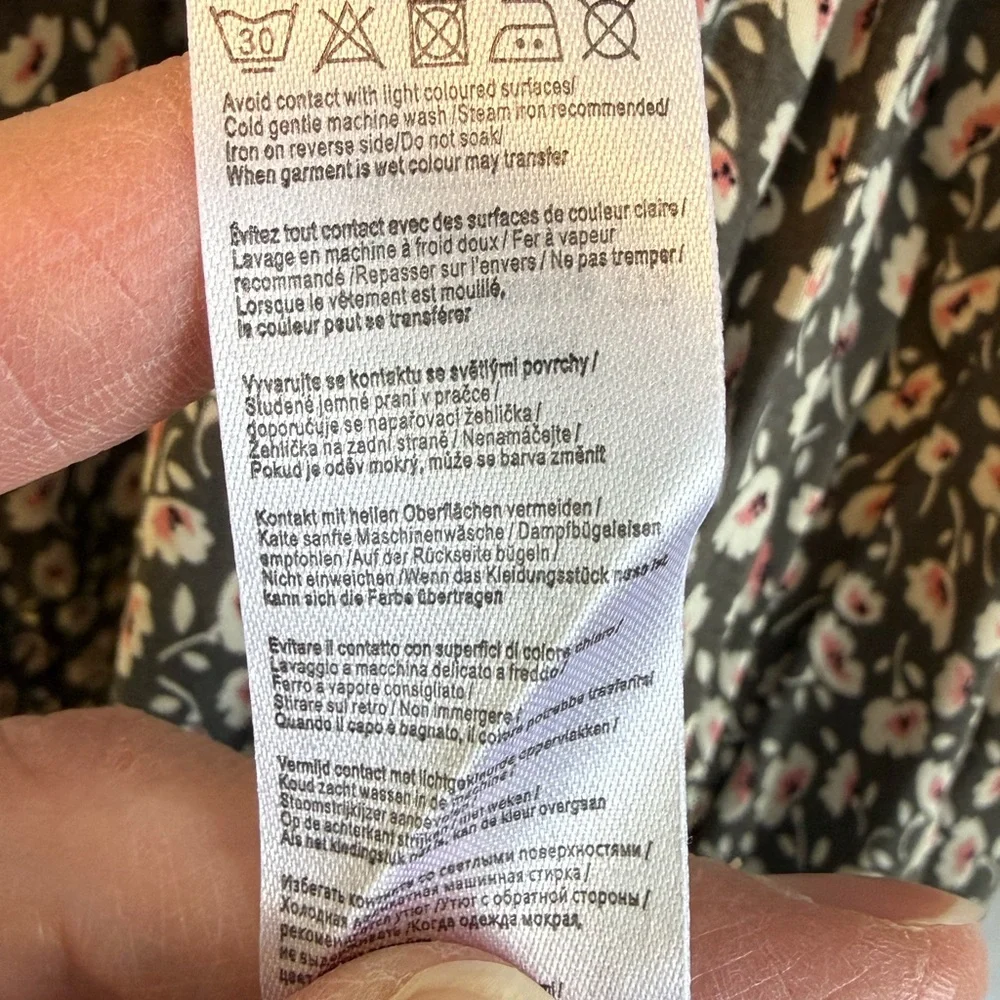 30
Avoid contact with light coloured surfaces/
Cold gentle machine wash /Steam iron recommended/
Iron on reverse side/Do not soak/
When garment is wet colour may transfer
Évitez tout contact avec des surfaces de couleur claire/
Lavage en machine à froid doux / Fer à vapeur
recommandé /Repasser sur l'envers / Ne pas tremper/
Lorsque le vêtement est mouillé,
la couleur peut se transférer
Vyvarujte se kontaktu se světlými povrchy/
Studené jemné praní v pračce/
doporučuje se napařovací žehlička/
Žehlička na zadní straně / Nenamáčejte/
Pokud je oděv mokrý, může se barva změnit
Kontakt mit hellen Oberflächen vermeiden/
Kalte sanfte Maschinenwäsche / Dampfbügeleisen
empfohlen /Auf der Rückseite bügeln/
Nicht einweichen /Wenn das Kleidungsstück nass ist
kann sich die Farbe übertragen
Evitare il contatto con superfici di colore chiaro/
Lavaggio a macchina delicato a freddo/
Ferro a vapore consigliato/
Stirare sul retro / Non immergere/
Quando il capo è bagnato, il colore potrebbe trasferirsi
Vermijd contact met lichtgekleurde oppervlakken /
Koud zacht wassen in de machine/
Stoomstrijkijzer weken/
Op de achterkant kan de kleur overgaan
Als het kledingstuk
Избегать со светлыми поверхностями/
Холодная машинная стирка/
утюг /Утюг с обратной стороны/
/Когда одежда мокрая,
не
цвет